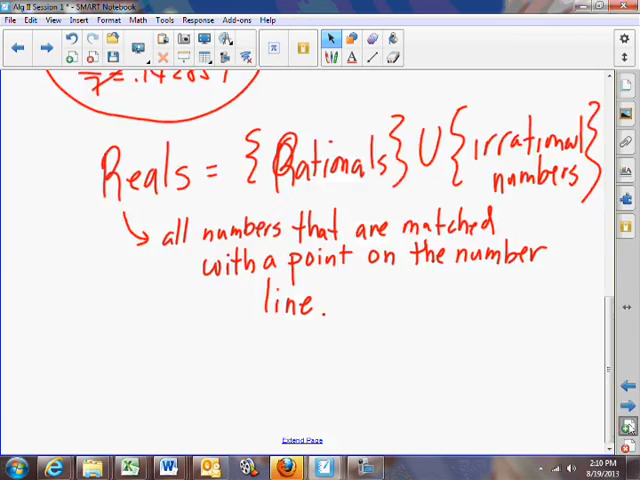 Alg II Session 1 * - SMART Notebook
File Edit View Insert Format Tools Response Add-ons Help
Reals = {Rationals} U {irrational
numbers}
all numbers that are matched
with a point on the number
line.
Extend Page
2:10 PM
8/19/2013